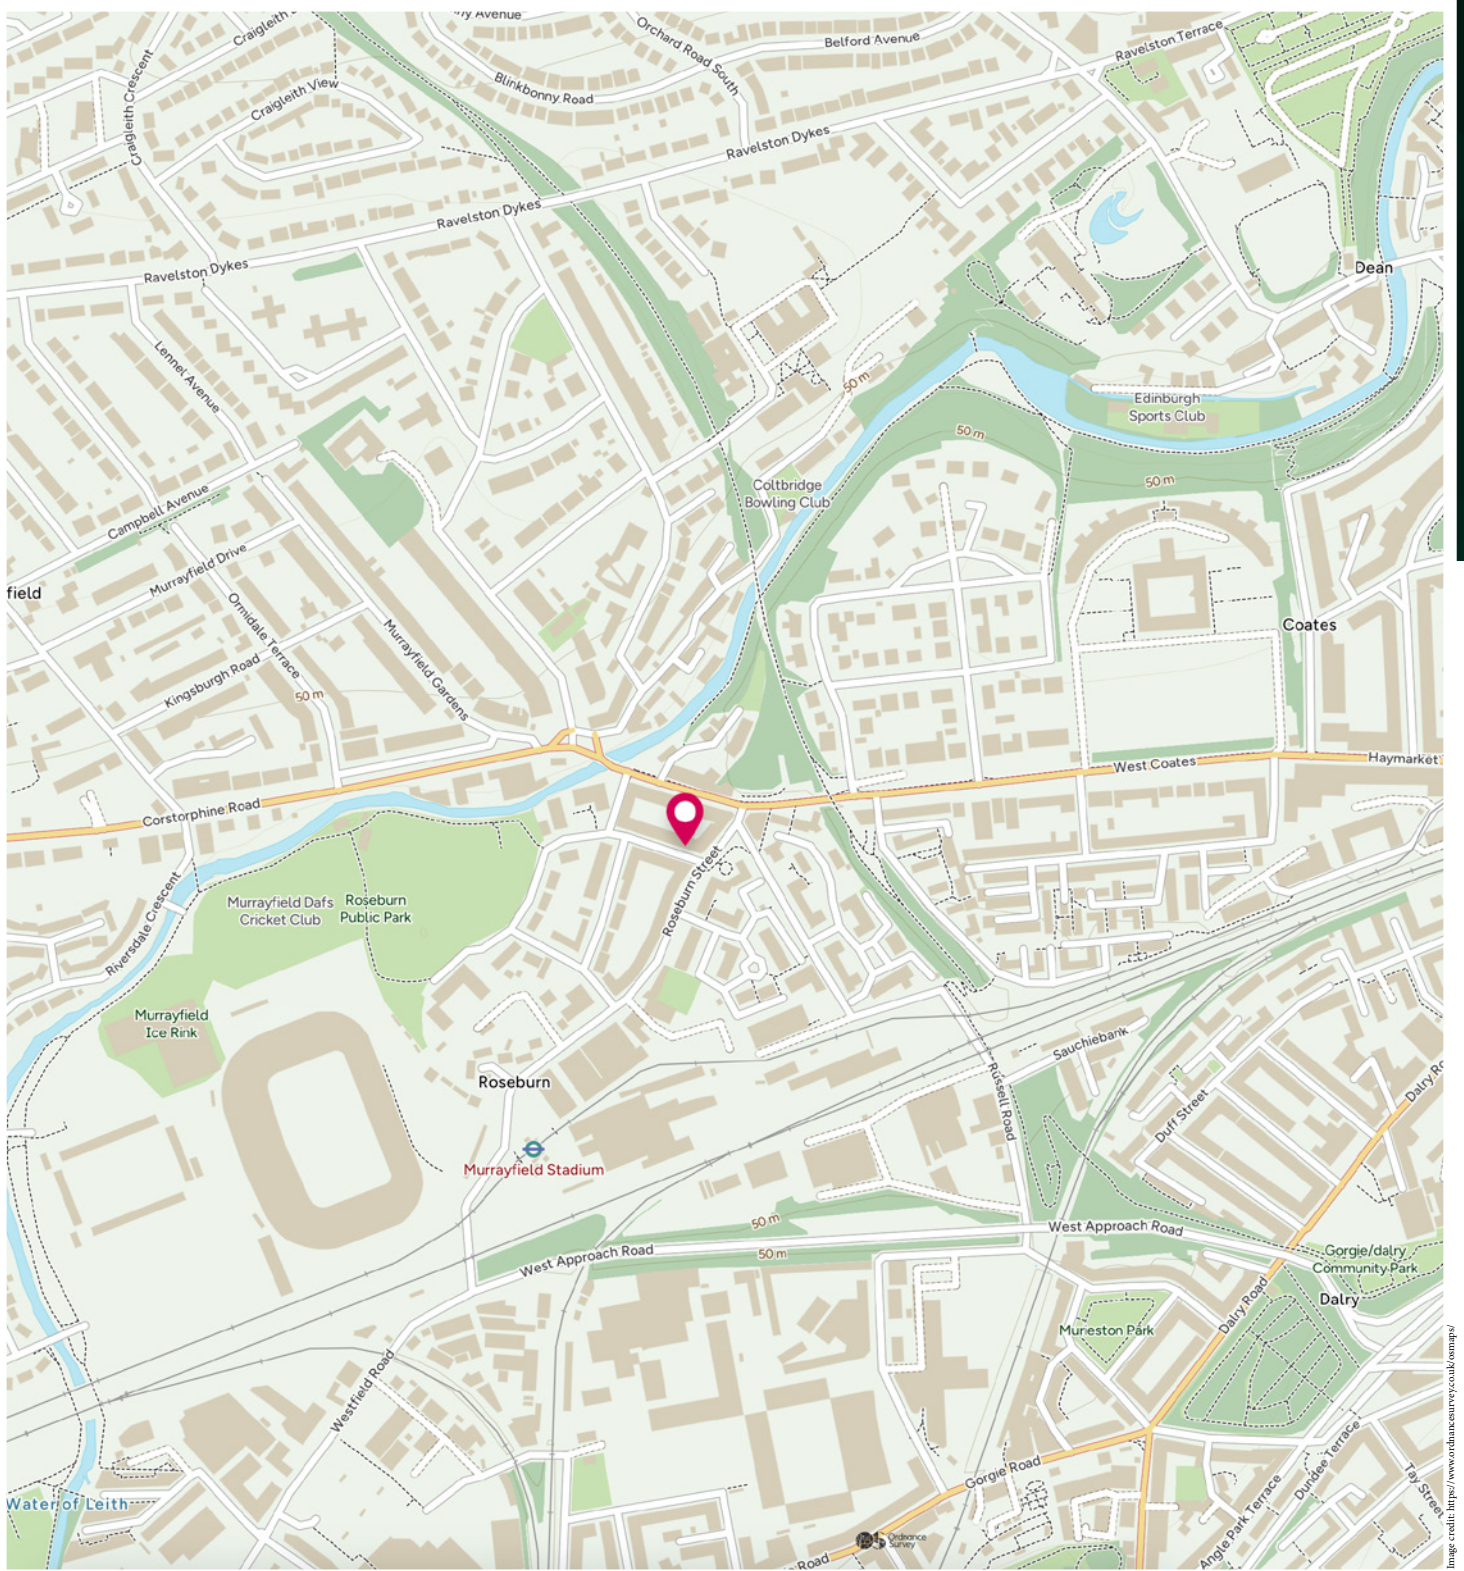 Craigleith
ny Avenue
Orchard Road South
Belford Avenue
Ravelston Terrace
Craigleith Crescent
Craigleith View
Blinkbonny Road
Ravelston Dykes
Ravelston Dykes
Ravelston Dykes
Dean
Lennel Avenue
50 m
Edinburgh
Sports Club
50 m
50 m
Coltbridge
Bowling Club
Campbell Avenue
Murrayfield Drive
field
Ormidale Terrace
Murrayfield Gardens
Kingsburgh Road
50 m
Coates
West Coates
Haymarket
Corstorphine Road
Roseburn Street
Riversdale Crescent
Murrayfield Dafs
Cricket Club
Roseburn
Public Park
Murrayfield
Ice Rink
Roseburn
Sauchiebank
Russell Road
Duff Street
Dalry Ro
Murrayfield Stadium
50 m
West Approach Road
West Approach Road
50 m
Gorgie/dalry
Community Park
Dalry
Dalry Road
Murieston Park
Westfield Road
Gorgie Road
Dundee Terrace
Tay Street
Angle Park Terrace
Water of Leith
Ordnance
Survey
Road
Image credit: https://www.ordnancesurvey.co.uk/osmaps/